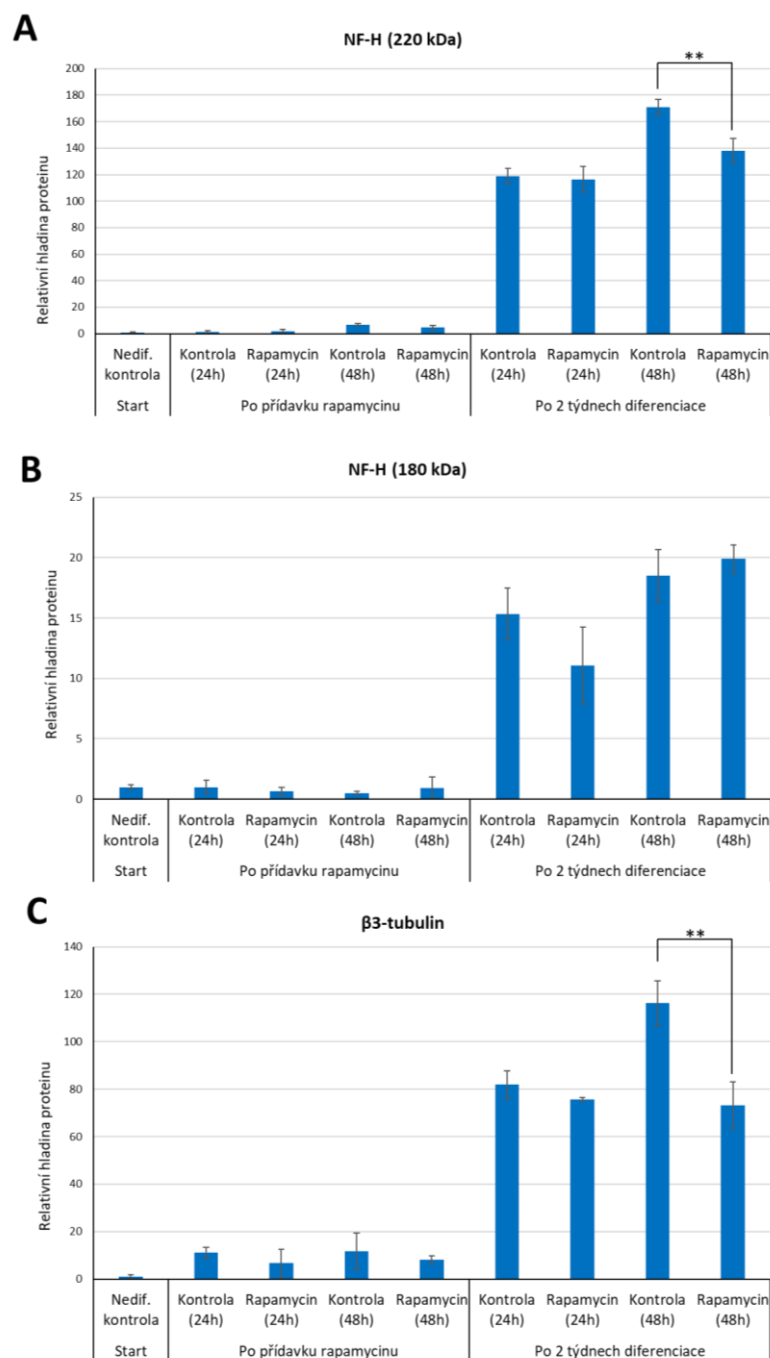 A
NF-H (220 kDa)
**
200
180
160
140
120
100
80
60
40
20
0
Relativní hladina proteinu
Nedif. kontrola Kontrola (24h) Rapamycin (24h) Kontrola (48h) Rapamycin (48h) Kontrola (24h) Rapamycin (24h) Kontrola (48h) Rapamycin (48h)
Start Po přídavku rapamycinu Po 2 týdnech diferenciace
B
NF-H (180 kDa)
25
20
15
10
5
0
Relativní hladina proteinu
Nedif. kontrola Kontrola (24h) Rapamycin (24h) Kontrola (48h) Rapamycin (48h) Kontrola (24h) Rapamycin (24h) Kontrola (48h) Rapamycin (48h)
Start Po přídavku rapamycinu Po 2 týdnech diferenciace
C
β3-tubulin
**
140
120
100
80
60
40
20
0
Relativní hladina proteinu
Nedif. kontrola Kontrola (24h) Rapamycin (24h) Kontrola (48h) Rapamycin (48h) Kontrola (24h) Rapamycin (24h) Kontrola (48h) Rapamycin (48h)
Start Po přídavku rapamycinu Po 2 týdnech diferenciace